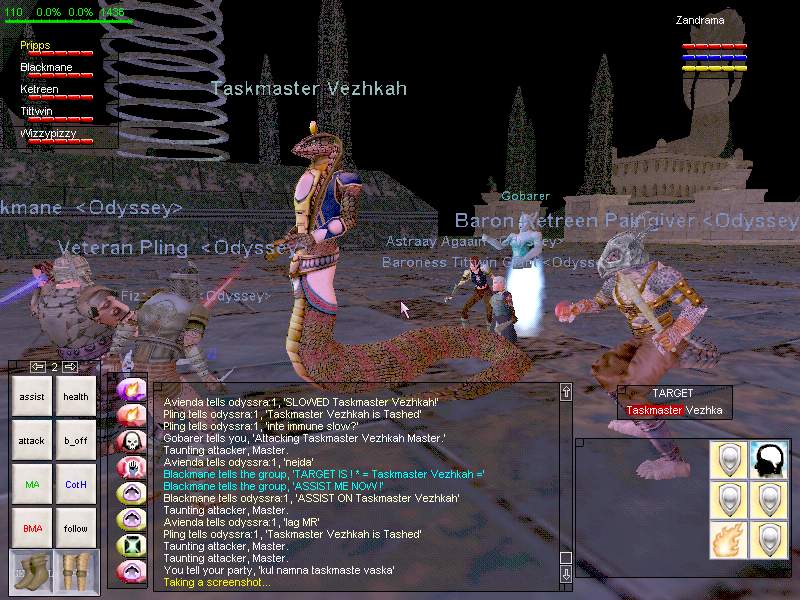 110 0.0% 0.0% 1436
Zandrama
Pripps
Blackmane
Ketreen
Tittwin
Wizzypizzy
Taskmaster Vezhkah
Gobarer
kmane <Odyssey>
Baron Ketreen Paingiver <Odyssey
Veteran Pling <Odyssey>
Astraay Agaain
Baroness Tittwin <Odyss
<Odyssey>
2
assist health
attack b_off
MA CotH
BMA follow
TARGET
Taskmaster Vezhka
Avienda tells odyssra:1, 'SLOWED Taskmaster Vezhkah!'
Pling tells odyssra:1, 'Taskmaster Vezhkah is Tashed'
Pling tells odyssra:1, 'inte immune slow?'
Gobarer tells you, 'Attacking Taskmaster Vezhkah Master.'
Taunting attacker, Master.
Avienda tells odyssra:1, 'nejda'
Blackmane tells the group, 'TARGET IS ! * = Taskmaster Vezhkah ='
Blackmane tells the group, 'ASSIST ME NOW !'
Blackmane tells odyssra:1, 'ASSIST ON Taskmaster Vezhkah'
Taunting attacker, Master.
Avienda tells odyssra:1, 'lag MR'
Pling tells odyssra:1, 'Taskmaster Vezhkah is Tashed'
Taunting attacker, Master.
Taunting attacker, Master.
You tell your party, 'kul namna taskmaste vaska'
Taking a screenshot...